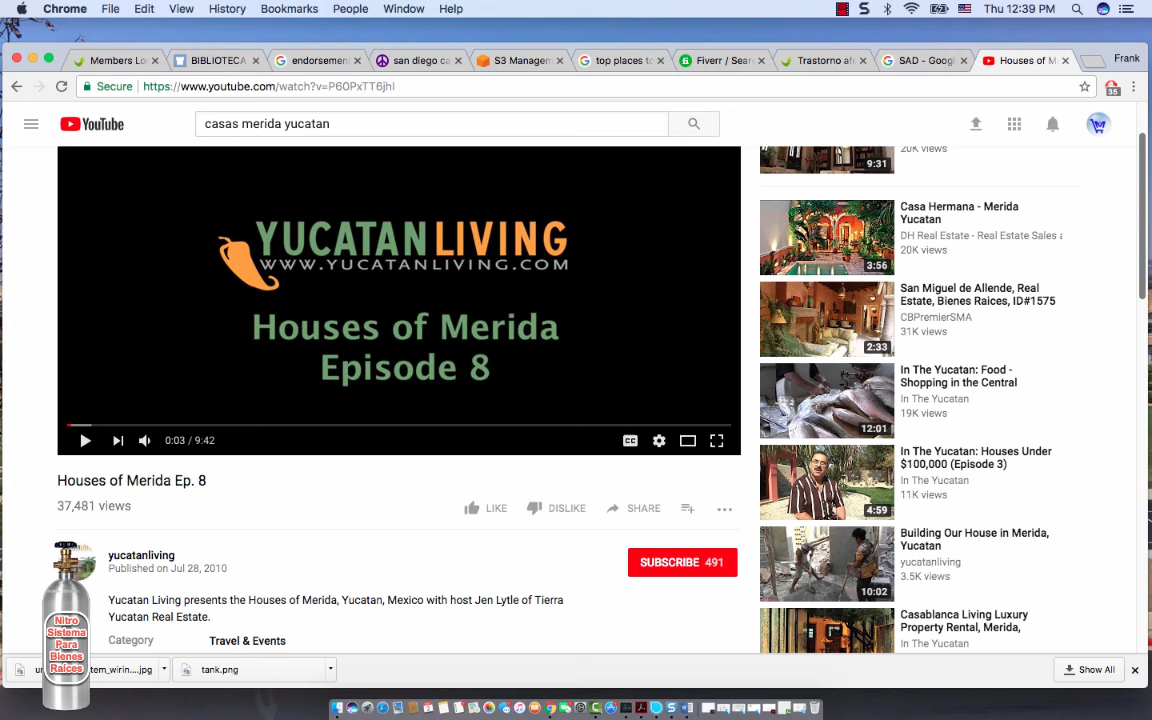 Chrome File Edit View History Bookmarks People Window Help Thu 12:39 PM
Members Lo BIBLIOTECA endorsement san diego ca S3 Managem top places to Fiverr / Sear Trastorno afe SAD - Googl Houses of M Frank
Secure https://www.youtube.com/watch?v=P60PxTT6jhI 35
YouTube casas merida yucatan
YUCATAN LIVING
WWW.YUCATANLIVING.COM
Houses of Merida
Episode 8
0:03 / 9:42 CC
Houses of Merida Ep. 8
37,481 views
LIKE DISLIKE SHARE
yucatanliving
Published on Jul 28, 2010
SUBSCRIBE 491
Yucatan Living presents the Houses of Merida, Yucatan, Mexico with host Jen Lytle of Tierra
Yucatan Real Estate.
Category Travel & Events
20K views
9:31
Casa Hermana - Merida
Yucatan
DH Real Estate - Real Estate Sales a
20K views
3:56
San Miguel de Allende, Real
Estate, Bienes Raices, ID#1575
CBPremierSMA
31K views
2:33
In The Yucatan: Food -
Shopping in the Central
In The Yucatan
19K views
12:01
In The Yucatan: Houses Under
$100,000 (Episode 3)
In The Yucatan
11K views
4:59
Building Our House in Merida,
Yucatan
yucatanliving
3.5K views
10:02
Casablanca Living Luxury
Property Rental, Merida,
In The Yucatan
Nitro
Sistema
Para
Bienes
Raices
tem_wirin....jpg tank.png Show All